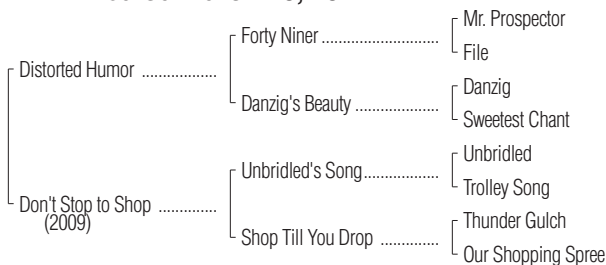 Mr. Prospector
Forty Niner
File
Distorted Humor
Danzig
Danzig's Beauty
Sweetest Chant
Unbridled
Unbridled's Song
Trolley Song
Don't Stop to Shop
(2009)
Thunder Gulch
Shop Till You Drop
Our Shopping Spree